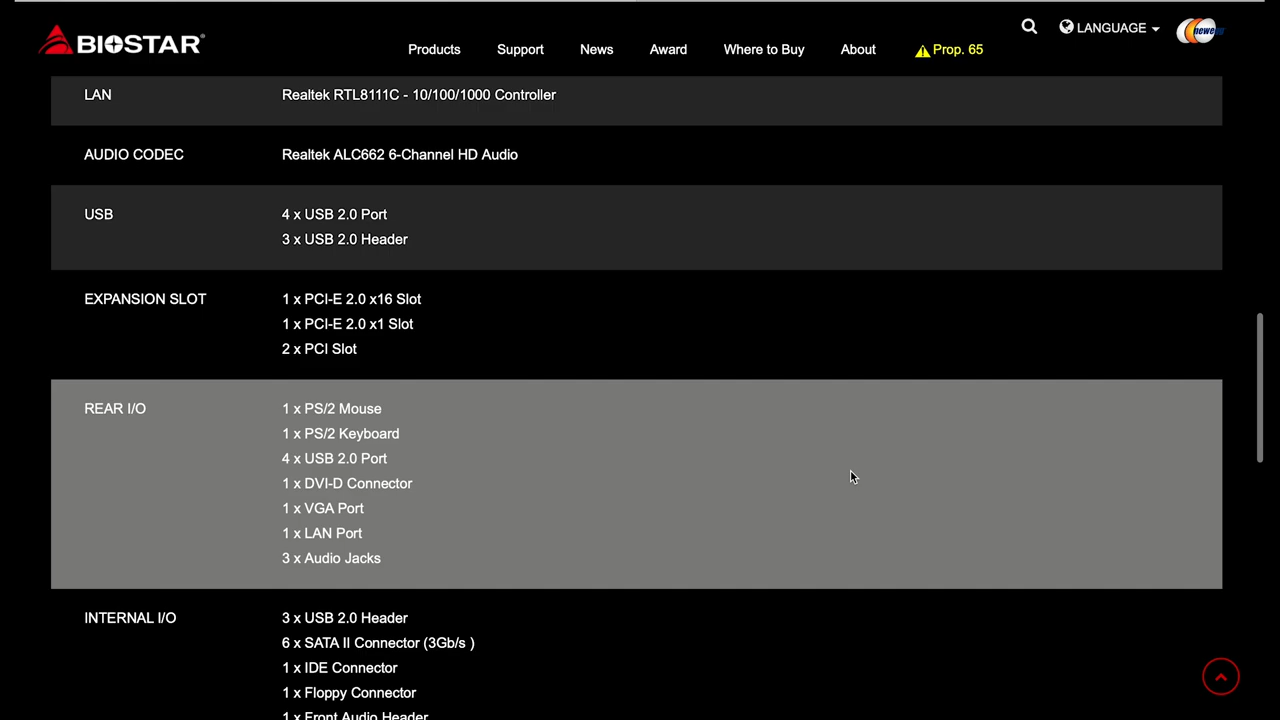 BIOSTAR®
Products Support News Award Where to Buy About Prop. 65
LANGUAGE
newegg
LAN Realtek RTL8111C - 10/100/1000 Controller
AUDIO CODEC Realtek ALC662 6-Channel HD Audio
USB 4 x USB 2.0 Port
3 x USB 2.0 Header
EXPANSION SLOT 1 x PCI-E 2.0 x16 Slot
1 x PCI-E 2.0 x1 Slot
2 x PCI Slot
REAR I/O 1 x PS/2 Mouse
1 x PS/2 Keyboard
4 x USB 2.0 Port
1 x DVI-D Connector
1 x VGA Port
1 x LAN Port
3 x Audio Jacks
INTERNAL I/O 3 x USB 2.0 Header
6 x SATA II Connector (3Gb/s )
1 x IDE Connector
1 x Floppy Connector
1 x Front Audio Header